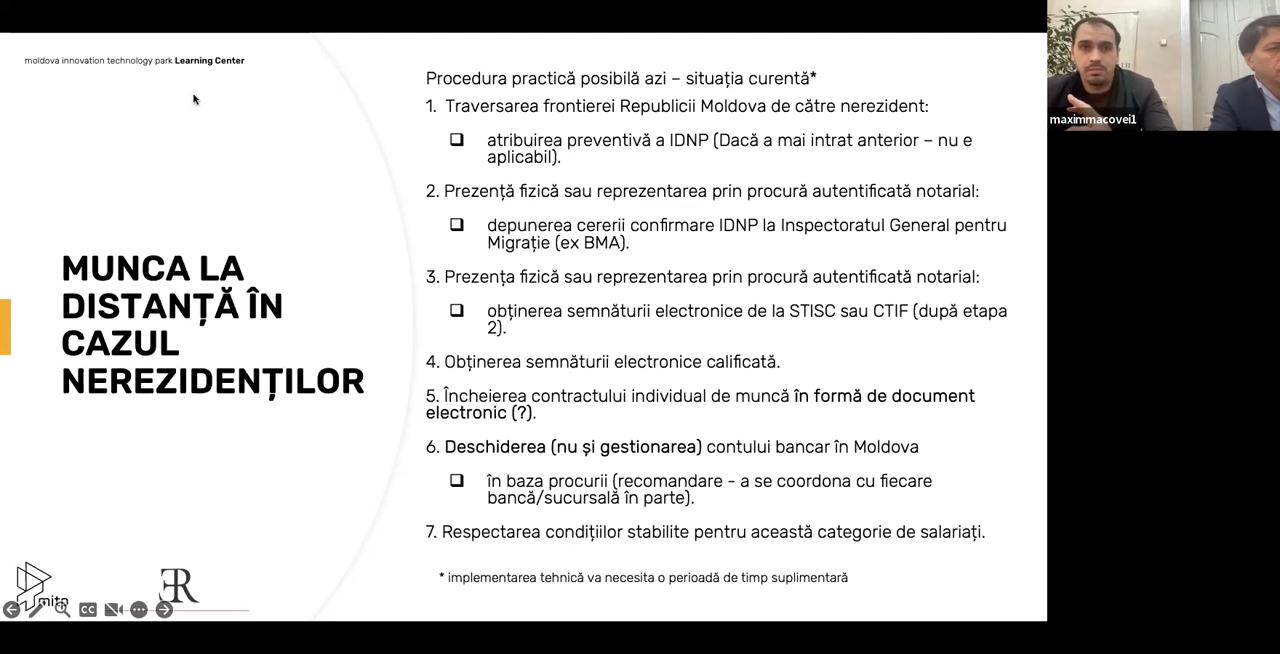 moldova innovation technology park Learning Center
MUNCA LA
DISTANȚĂ ÎN
CAZUL
NEREZIDENȚILOR
Procedura practică posibilă azi – situația curentă*
1. Traversarea frontierei Republicii Moldova de către nerezident:
atribuirea preventivă a IDNP (Dacă a mai intrat anterior – nu e
aplicabil).
2. Prezență fizică sau reprezentarea prin procură autentificată notarial:
depunerea cererii confirmare IDNP la Inspectoratul General pentru
Migrație (ex BMA).
3. Prezența fizică sau reprezentarea prin procură autentificată notarial:
obținerea semnăturii electronice de la STISC sau CTIF (după etapa
2).
4. Obținerea semnăturii electronice calificată.
5. Încheierea contractului individual de muncă în formă de document
electronic (?).
6. Deschiderea (nu și gestionarea) contului bancar în Moldova
în baza procurii (recomandare - a se coordona cu fiecare
bancă/sucursală în parte).
7. Respectarea condițiilor stabilite pentru această categorie de salariați.
* implementarea tehnică va necesita o perioadă de timp suplimentară
mitp
ER
CC
maximmacovei1